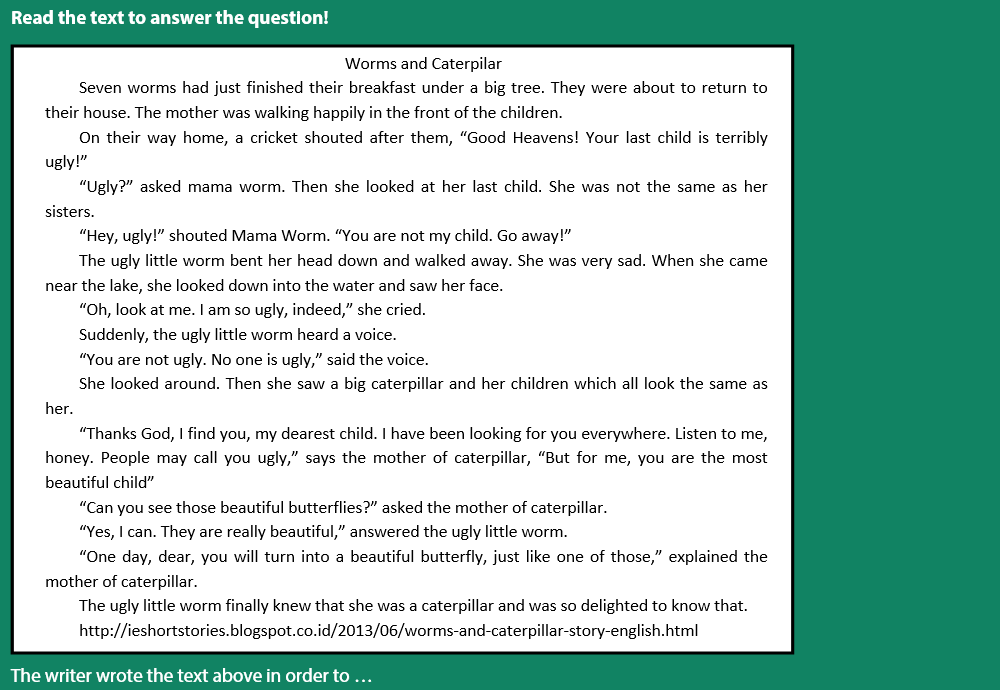 Read the text to answer the question!
Worms and Caterpilar
Seven worms had just finished their breakfast under a big tree. They were about to return to
their house. The mother was walking happily in the front of the children.
On their way home, a cricket shouted after them, “Good Heavens! Your last child is terribly
ugly!”
“Ugly?” asked mama worm. Then she looked at her last child. She was not the same as her
sisters.
“Hey, ugly!” shouted Mama Worm. “You are not my child. Go away!”
The ugly little worm bent her head down and walked away. She was very sad. When she came
near the lake, she looked down into the water and saw her face.
“Oh, look at me. I am so ugly, indeed,” she cried.
Suddenly, the ugly little worm heard a voice.
“You are not ugly. No one is ugly,” said the voice.
She looked around. Then she saw a big caterpillar and her children which all look the same as
her.
“Thanks God, I find you, my dearest child. I have been looking for you everywhere. Listen to me,
honey. People may call you ugly,” says the mother of caterpillar, “But for me, you are the most
beautiful child”
“Can you see those beautiful butterflies?” asked the mother of caterpillar.
“Yes, I can. They are really beautiful,” answered the ugly little worm.
“One day, dear, you will turn into a beautiful butterfly, just like one of those,” explained the
mother of caterpillar.
The ugly little worm finally knew that she was a caterpillar and was so delighted to know that.
http://ieshortstories.blogspot.co.id/2013/06/worms-and-caterpillar-story-english.html
The writer wrote the text above in order to …